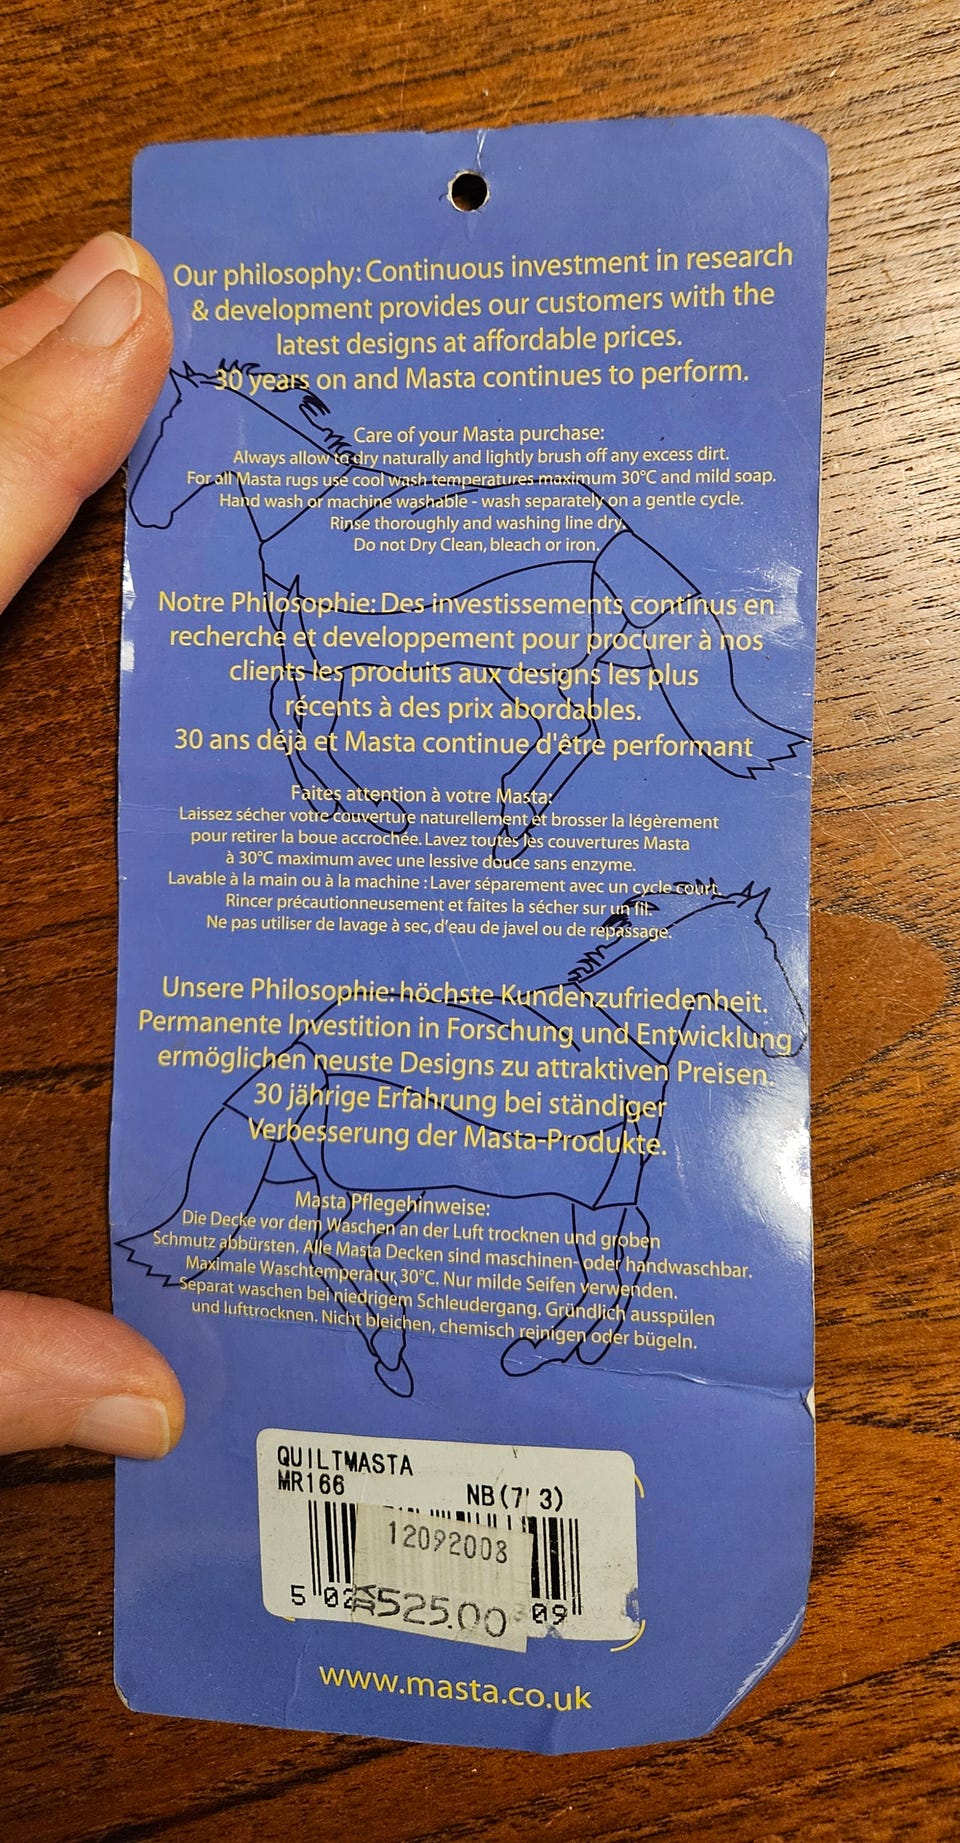 Our philosophy: Continuous investment in research
& development provides our customers with the
latest designs at affordable prices.
30 years on and Masta continues to perform.
Care of your Masta purchase:
Always allow to dry naturally and lightly brush off any excess dirt.
For all Masta rugs use cool wash temperatures maximum 30°C and mild soap.
Hand wash or machine washable - wash separately on a gentle cycle.
Rinse thoroughly and washing line dry.
Do not Dry Clean, bleach or iron.
Notre Philosophie: Des investissements continus en
recherche et developpement pour procurer à nos
clients les produits aux designs les plus
récents à des prix abordables.
30 ans déjà et Masta continue d'être performant
Faites attention à votre Masta:
Laissez sécher votre couverture naturellement et brosser la légèrement
pour retirer la boue accrochée. Lavez toutes les couvertures Masta
à 30°C maximum avec une lessive douce sans enzyme.
Lavable à la main ou à la machine : Laver séparement avec un cycle court.
Rincer précautionneusement et faites la sécher sur un fil.
Ne pas utiliser de lavage à sec, d'eau de javel ou de repassage.
Unsere Philosophie: höchste Kundenzufriedenheit.
Permanente Investition in Forschung und Entwicklung
ermöglichen neuste Designs zu attraktiven Preisen.
30 jährige Erfahrung bei ständiger
Verbesserung der Masta-Produkte.
Masta Pflegehinweise:
Die Decke vor dem Waschen an der Luft trocknen und groben
Schmutz abbürsten. Alle Masta Decken sind maschinen- oder handwaschbar.
Maximale Waschtemperatur 30°C. Nur milde Seifen verwenden.
Separat waschen bei niedrigem Schleudergang. Gründlich ausspülen
und lufttrocknen. Nicht bleichen, chemisch reinigen oder bügeln.
QUILTMASTA
MR166 NB(7' 3)
12092008
5 02 525.00 09
www.masta.co.uk